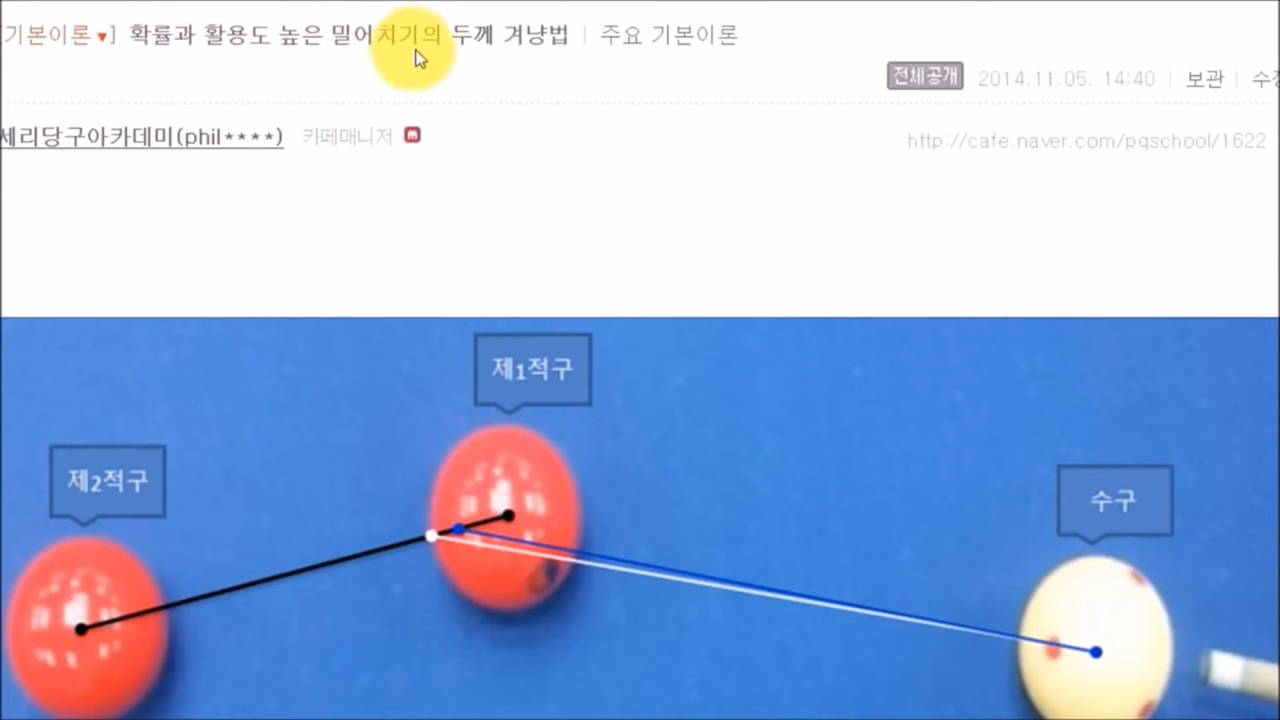 기본이론▼] 확률과 활용도 높은 밀어치기의 두께 겨냥법 | 주요 기본이론
전체공개 2014.11.05. 14:40 | 보관 | 수정
세리당구아카데미(phil****) 카페매니저 m
http://cafe.naver.com/pqschool/1622
제1적구
제2적구
수구